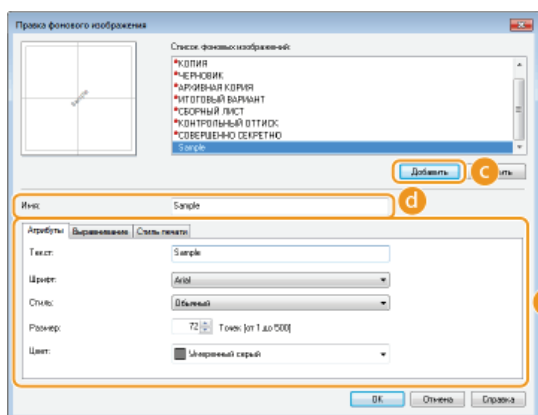 Правка фонового изображения
Список фоновых изображений:
Sample
*КОПИЯ
*ЧЕРНОВИК
*АРХИВНАЯ КОРИЯ
*ИТОГОВЫЙ ВАРИАНТ
*СБОРНЫЙ ЛИСТ
*КОНТРОЛЬНЫЙ ОТТИСК
*СОВЕРШЕННО СЕКРЕТНО
Sample
Добавить c
d
Имя: Sample
Атрибуты Выравнивание Стиль печати
Текст: Sample
Шрифт: Arial
Стиль: Обычный
Размер: 72 Точек [от 1 до 500]
Цвет: Умеренный серый
OK Отмена Справка